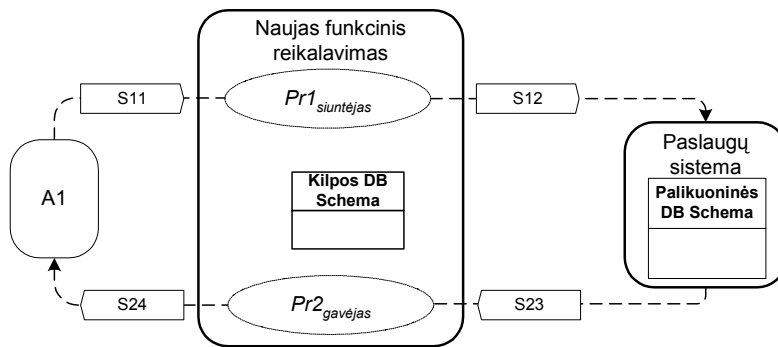 Naujas funkcinis
reikalavimas
S11
Pr1siuntėjas
S12
A1
Kilpos DB
Schema
Paslaugų
sistema
Palikuoninės
DB Schema
S24
Pr2gavėjas
S23